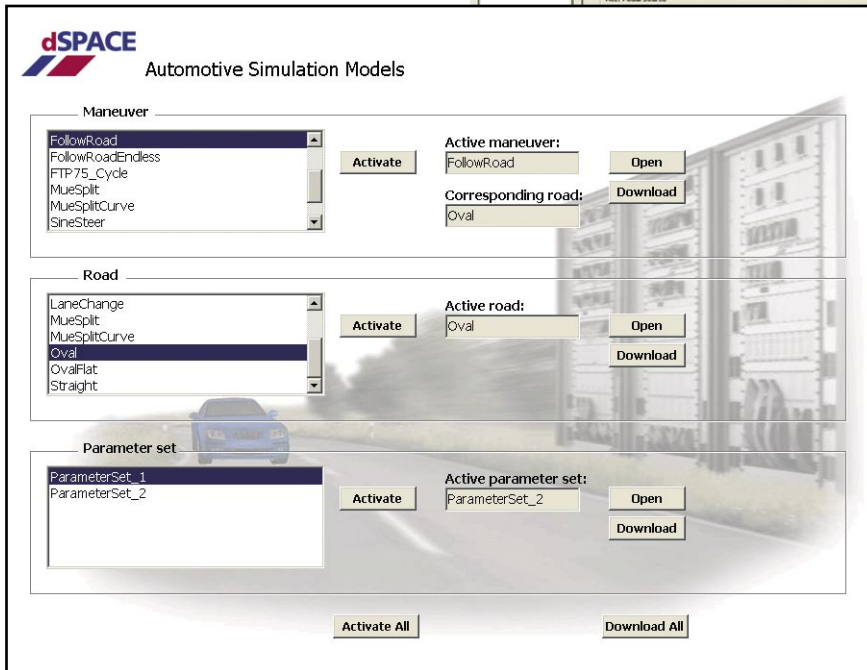 dSPACE
Automotive Simulation Models
Maneuver
FollowRoad
FollowRoadEndless
FTP75_Cycle
MueSplit
MueSplitCurve
SineSteer
Activate
Active maneuver:
FollowRoad
Corresponding road:
Oval
Open
Download
Road
LaneChange
MueSplit
MueSplitCurve
Oval
OvalFlat
Straight
Activate
Active road:
Oval
Open
Download
Parameter set
ParameterSet_1
ParameterSet_2
Activate
Active parameter set:
ParameterSet_2
Open
Download
Activate All
Download All